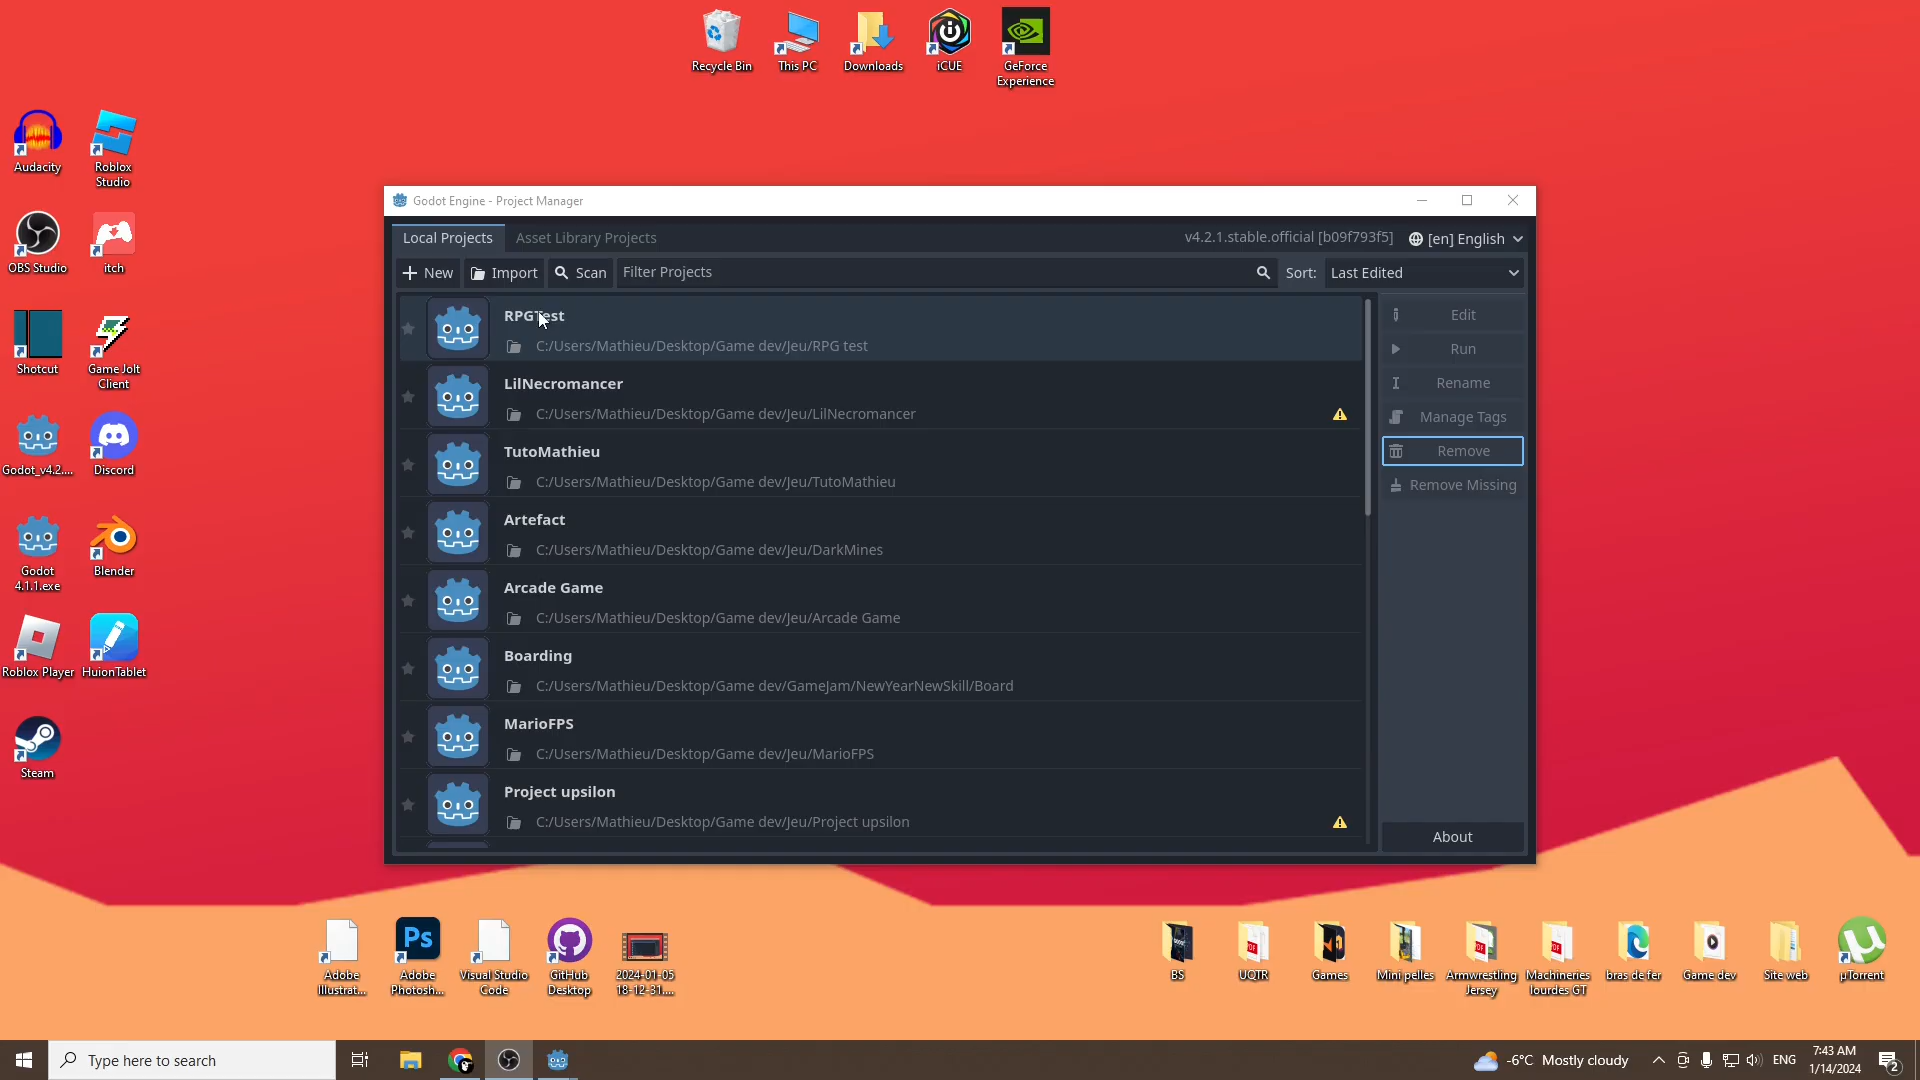 Recycle Bin
This PC
Downloads
iCUE
GeForce
Experience
Audacity
Roblox
Studio
OBS Studio
itch
Shotcut
Game Jolt
Client
Godot_v4.2....
Discord
Godot
4.1.1.exe
Blender
Roblox Player
HuionTablet
Steam
Godot Engine - Project Manager
Local Projects
Asset Library Projects
v4.2.1.stable.official [b09f793f5]
[en] English
New
Import
Scan
Filter Projects
Sort:
Last Edited
RPGTest
C:/Users/Mathieu/Desktop/Game dev/Jeu/RPG test
LilNecromancer
C:/Users/Mathieu/Desktop/Game dev/Jeu/LilNecromancer
TutoMathieu
C:/Users/Mathieu/Desktop/Game dev/Jeu/TutoMathieu
Artefact
C:/Users/Mathieu/Desktop/Game dev/Jeu/DarkMines
Arcade Game
C:/Users/Mathieu/Desktop/Game dev/Jeu/Arcade Game
Boarding
C:/Users/Mathieu/Desktop/Game dev/GameJam/NewYearNewSkill/Board
MarioFPS
C:/Users/Mathieu/Desktop/Game dev/Jeu/MarioFPS
Project upsilon
C:/Users/Mathieu/Desktop/Game dev/Jeu/Project upsilon
Edit
Run
Rename
Manage Tags
Remove
Remove Missing
About
Adobe
Illustrat...
Ps
Adobe
Photosh...
Visual Studio
Code
GitHub
Desktop
2024-01-05
18-12-31....
BS
UQTR
Games
Mini pelles
Armwrestling
Jersey
Machineries
lourdes GT
bras de fer
Game dev
Site web
µTorrent
Type here to search
-6°C Mostly cloudy
ENG
7:43 AM
1/14/2024
2